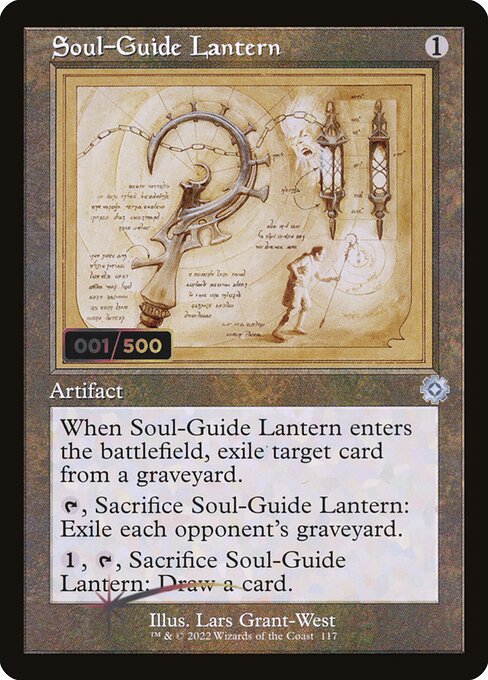 Soul-Guide Lantern 1
001/500
Artifact
When Soul-Guide Lantern enters
the battlefield, exile target card
from a graveyard.
, Sacrifice Soul-Guide Lantern:
Exile each opponent's graveyard.
1, , Sacrifice Soul-Guide
Lantern: Draw a card.
Illus. Lars Grant-West
™ & © 2022 Wizards of the Coast 117